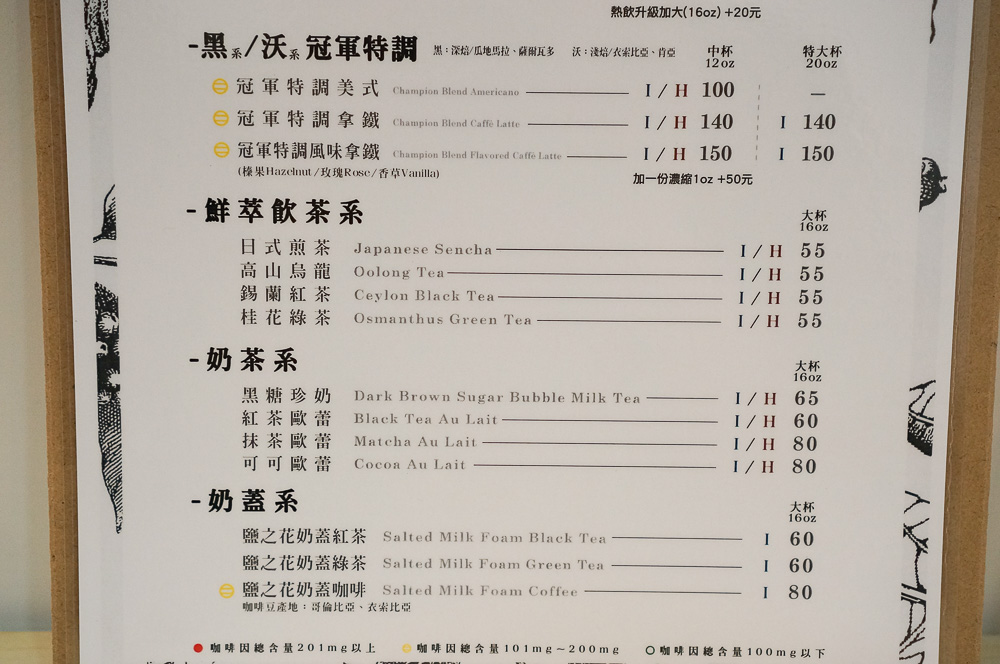 熱飲升級加大(16oz) +20元
-黑系/沃系 冠軍特調 黑：深焙/瓜地馬拉、薩爾瓦多 沃：淺焙/衣索比亞、肯亞 中杯 12oz 特大杯 20oz
冠軍特調美式 Champion Blend Americano I / H 100 —
冠軍特調拿鐵 Champion Blend Caffè Latte I / H 140 I 140
冠軍特調風味拿鐵 Champion Blend Flavored Caffè Latte I / H 150 I 150
(榛果Hazelnut/玫瑰Rose/香草Vanilla) 加一份濃縮1oz +50元
-鮮萃飲茶系 大杯 16oz
日式煎茶 Japanese Sencha I / H 55
高山烏龍 Oolong Tea I / H 55
錫蘭紅茶 Ceylon Black Tea I / H 55
桂花綠茶 Osmanthus Green Tea I / H 55
-奶茶系 大杯 16oz
黑糖珍奶 Dark Brown Sugar Bubble Milk Tea I / H 65
紅茶歐蕾 Black Tea Au Lait I / H 60
抹茶歐蕾 Matcha Au Lait I / H 80
可可歐蕾 Cocoa Au Lait I / H 80
-奶蓋系 大杯 16oz
鹽之花奶蓋紅茶 Salted Milk Foam Black Tea I 60
鹽之花奶蓋綠茶 Salted Milk Foam Green Tea I 60
鹽之花奶蓋咖啡 Salted Milk Foam Coffee I 80
咖啡豆產地：哥倫比亞、衣索比亞
咖啡因總含量201mg以上 咖啡因總含量101mg～200mg 咖啡因總含量100mg以下